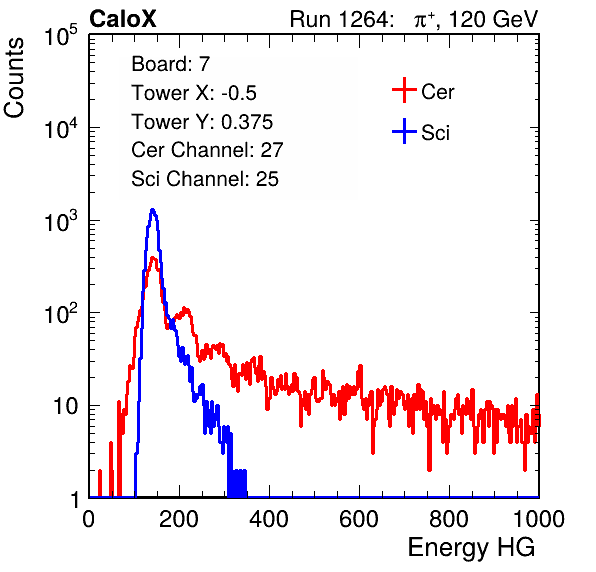 CaloX Run 1264: π⁺, 120 GeV
Counts
10⁵
10⁴
10³
10²
10
1
Board: 7
Tower X: -0.5
Tower Y: 0.375
Cer Channel: 27
Sci Channel: 25
Cer
Sci
0 200 400 600 800 1000
Energy HG